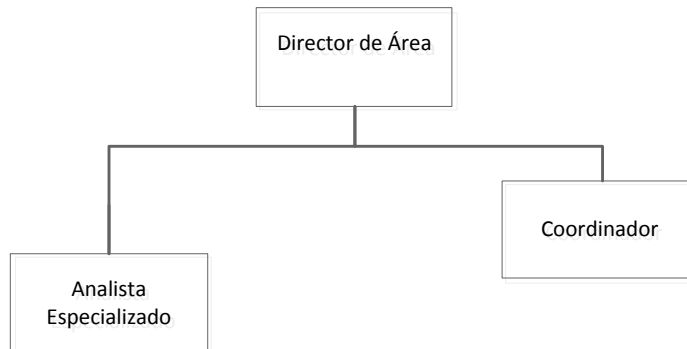 Director de Área
Coordinador
Analista
Especializado